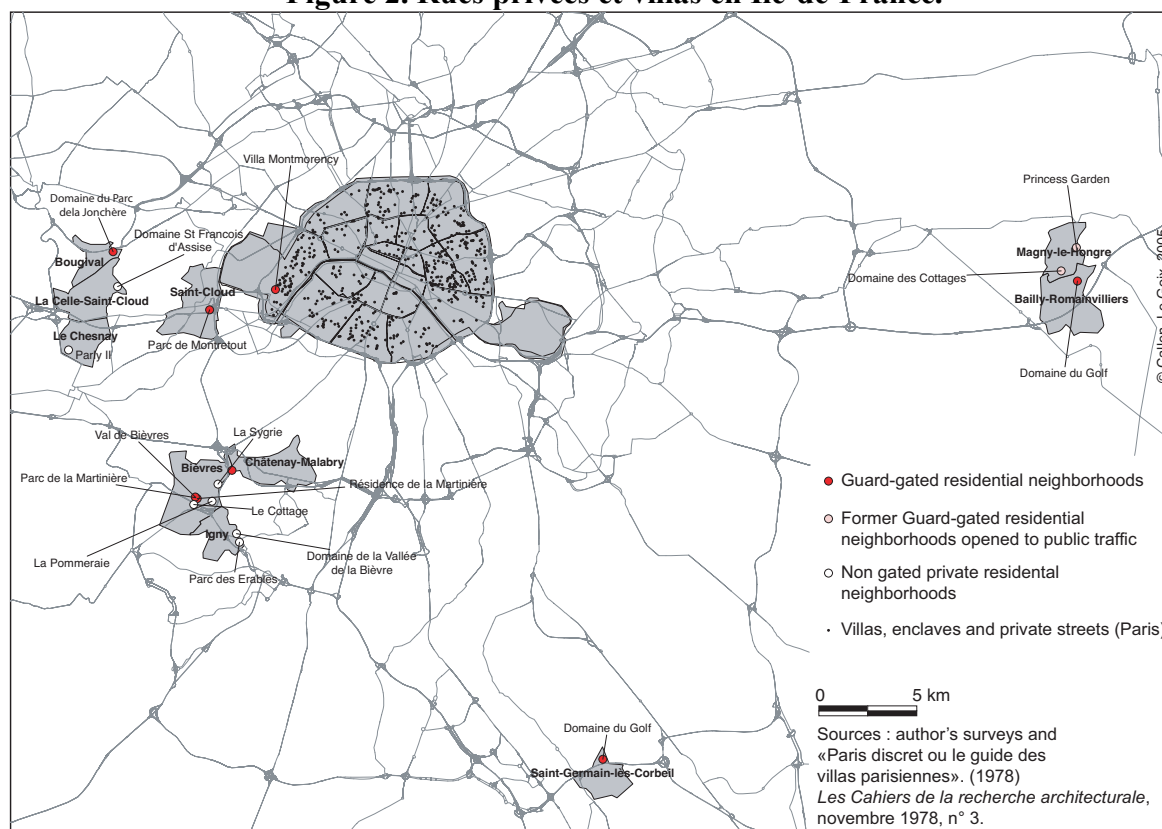 Figure 2. Rues privées et villas en Ile-de-France.
Villa Montmorency
Domaine du Parc
dela Jonchère
Domaine St Francois
d'Assise
Bougival
La Celle-Saint-Cloud
Saint-Cloud
Le Chesnay
Parly II
Parc de Montretout
Princess Garden
Magny-le-Hongre
Domaine des Cottages
Bailly-Romainvilliers
Domaine du Golf
Val de Bièvres
La Sygrie
Bièvres
Châtenay-Malabry
Parc de la Martinière
Résidence de la Martinière
Le Cottage
Igny
La Pommeraie
Domaine de la Vallée
de la Bièvre
Parc des Erables
Domaine du Golf
Saint-Germain-lès-Corbeil
Guard-gated residential neighborhoods
Former Guard-gated residential
neighborhoods opened to public traffic
Non gated private residental
neighborhoods
Villas, enclaves and private streets (Paris)
0 5 km
Sources : author's surveys and
«Paris discret ou le guide des
villas parisiennes». (1978)
Les Cahiers de la recherche architecturale,
novembre 1978, n° 3.